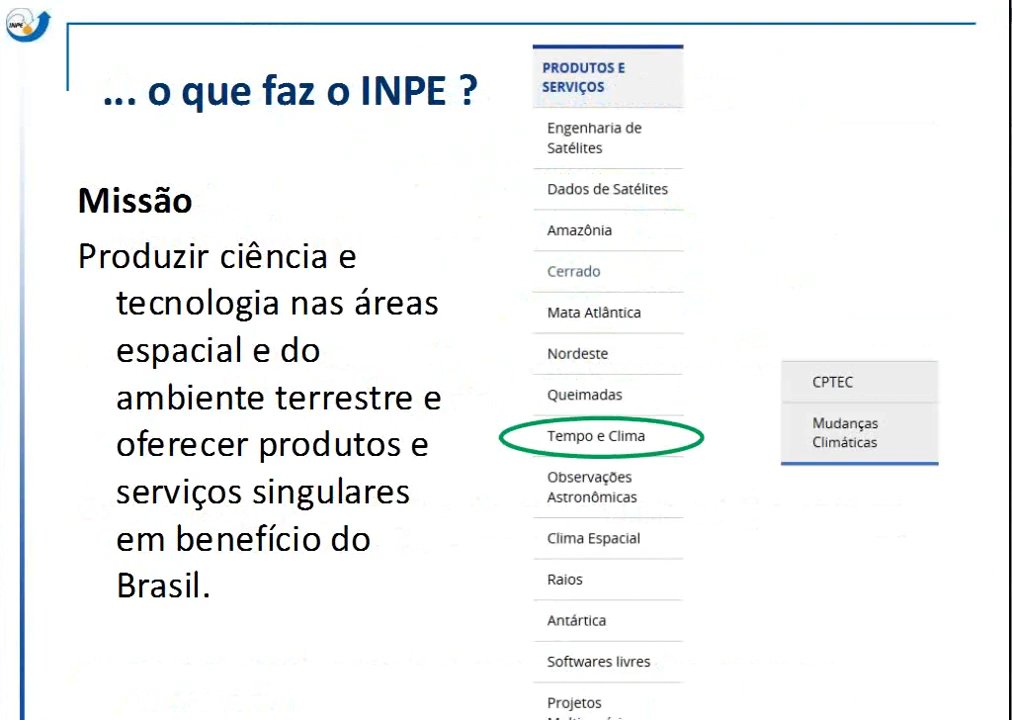 INPE
... o que faz o INPE ?
Missão
Produzir ciência e
tecnologia nas áreas
espacial e do
ambiente terrestre e
oferecer produtos e
serviços singulares
em benefício do
Brasil.
PRODUTOS E
SERVIÇOS
Engenharia de
Satélites
Dados de Satélites
Amazônia
Cerrado
Mata Atlântica
Nordeste
Queimadas
Tempo e Clima
Observações
Astronômicas
Clima Espacial
Raios
Antártica
Softwares livres
Projetos
CPTEC
Mudanças
Climáticas